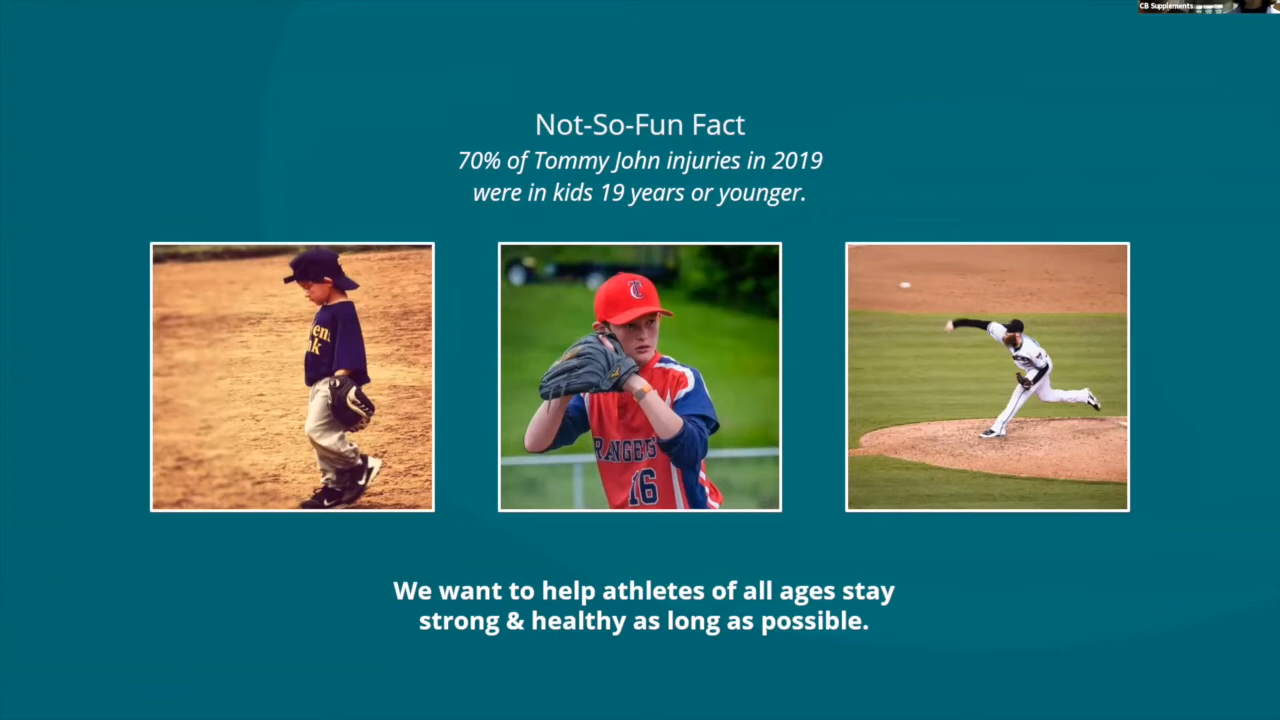 CB Supplements
Not-So-Fun Fact
70% of Tommy John injuries in 2019
were in kids 19 years or younger.
RANGERS
16
We want to help athletes of all ages stay
strong & healthy as long as possible.